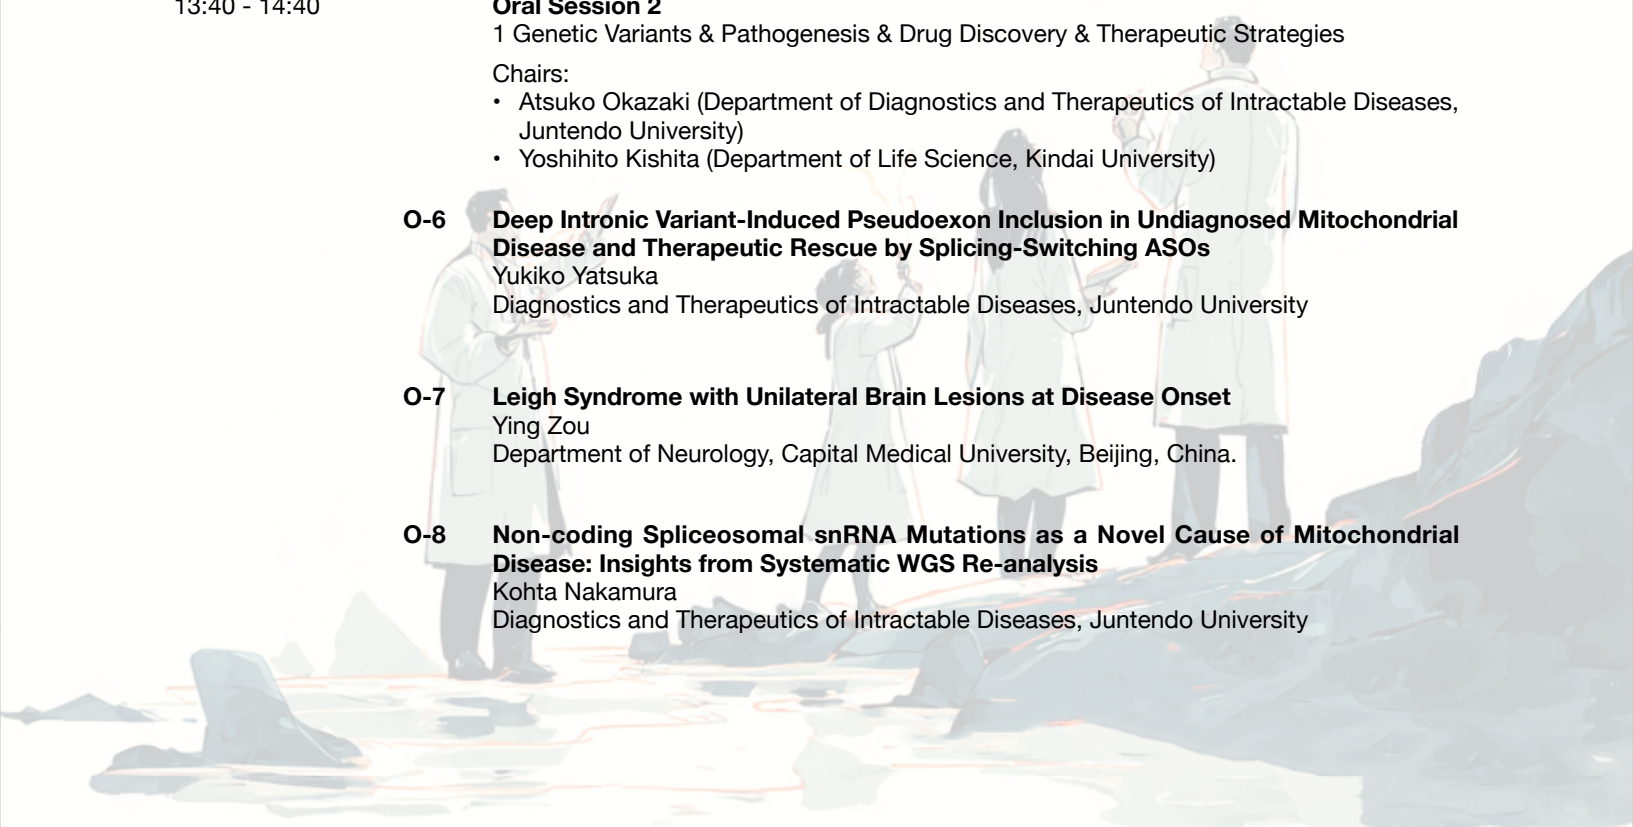 13:40 - 14:40 Oral Session 2
1 Genetic Variants & Pathogenesis & Drug Discovery & Therapeutic Strategies
Chairs:
• Atsuko Okazaki (Department of Diagnostics and Therapeutics of Intractable Diseases,
Juntendo University)
• Yoshihito Kishita (Department of Life Science, Kindai University)
O-6 Deep Intronic Variant-Induced Pseudoexon Inclusion in Undiagnosed Mitochondrial
Disease and Therapeutic Rescue by Splicing-Switching ASOs
Yukiko Yatsuka
Diagnostics and Therapeutics of Intractable Diseases, Juntendo University
O-7 Leigh Syndrome with Unilateral Brain Lesions at Disease Onset
Ying Zou
Department of Neurology, Capital Medical University, Beijing, China.
O-8 Non-coding Spliceosomal snRNA Mutations as a Novel Cause of Mitochondrial
Disease: Insights from Systematic WGS Re-analysis
Kohta Nakamura
Diagnostics and Therapeutics of Intractable Diseases, Juntendo University